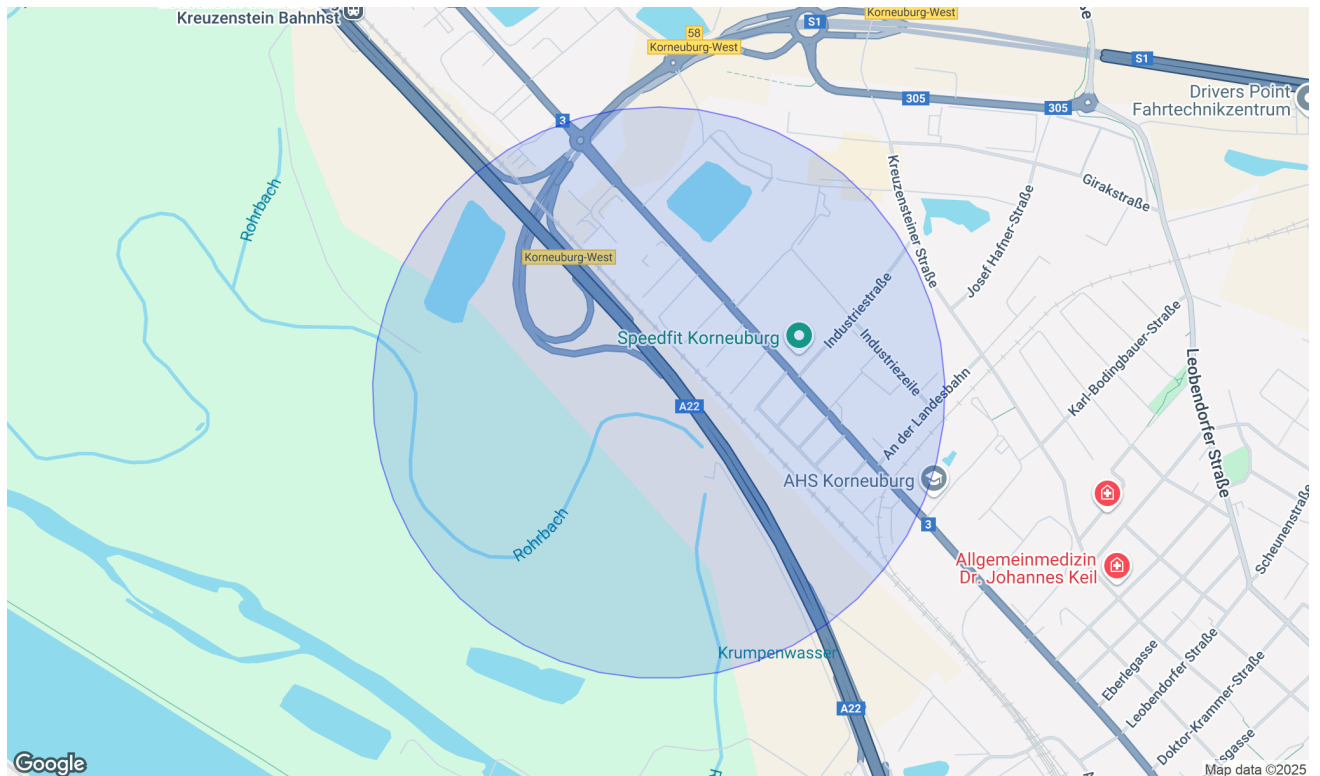 Kreuzenstein Bahnhst
Korneuburg-West
S1
58
Korneuburg-West
S1
Drivers Point-
Fahrtechnikzentrum
305
305
3
Kreuzensteiner Straße
Girakstraße
Rohrbach
Josef Hafner-Straße
Korneuburg-West
Industriestraße
Speedfit Korneuburg
Industriezeile
Karl-Bodingbauer-Straße
Leobendorfer Straße
An der Landesbahn
A22
AHS Korneuburg
Rohrbach
3
Scheunenstraße
Allgemeinmedizin
Dr. Johannes Keil
Krumpenwasser
Eberlegasse
Leobendorfer Straße
Doktor-Krammer-Straße
A22
Google
Map data ©2025